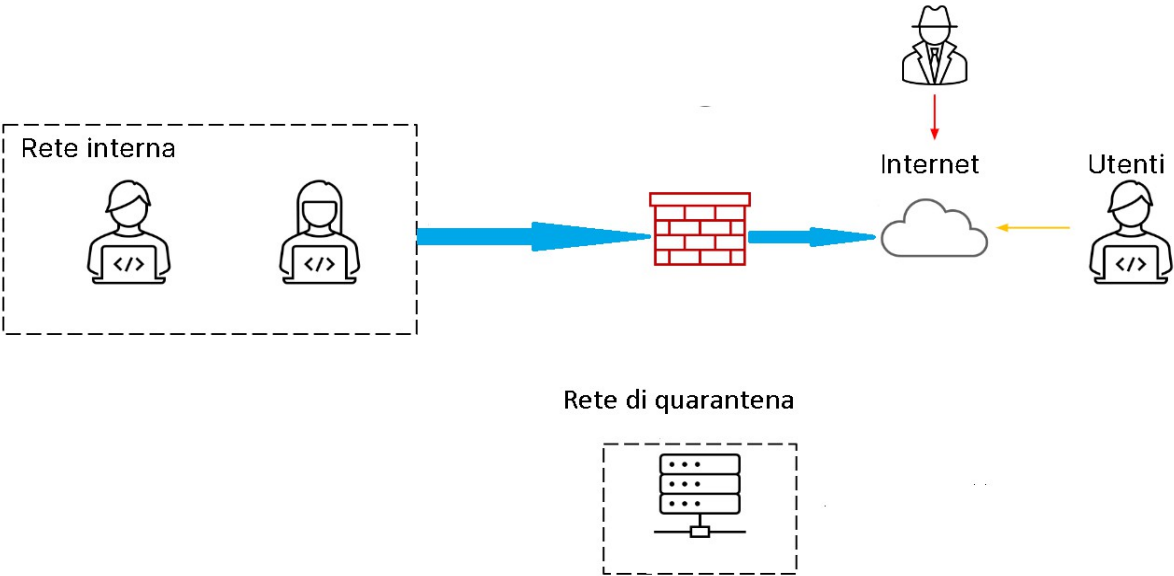 Rete interna
Internet
Utenti
</>
</>
</>
Rete di quarantena